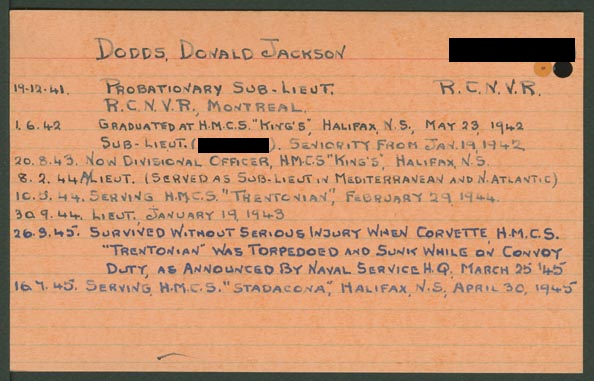 DODDS, DONALD JACKSON
19-12-41. PROBATIONARY SUB-LIEUT. R.C.N.V.R.
R.C.N.V.R., MONTREAL.
1.6.42 GRADUATED AT H.M.C.S. "KING'S", HALIFAX, N.S., MAY 23, 1942
SUB-LIEUT. ( ). SENIORITY FROM JAN. 19, 1942
20.8.43. NOW DIVISIONAL OFFICER, H.M.C.S "KING'S", HALIFAX, N.S.
8.2.44 A/LIEUT. (SERVED AS SUB-LIEUT IN MEDITERRANEAN AND N. ATLANTIC)
10.5.44. SERVING H.M.C.S. "TRENTONIAN", FEBRUARY 29, 1944.
30.9.44. LIEUT., JANUARY 19, 1943
26.3.45. SURVIVED WITHOUT SERIOUS INJURY WHEN CORVETTE, H.M.C.S.
"TRENTONIAN" WAS TORPEDOED AND SUNK WHILE ON CONVOY
DUTY, AS ANNOUNCED BY NAVAL SERVICE H.Q., MARCH 25 '45
16.7.45. SERVING, H.M.C.S. "STADACONA", HALIFAX, N.S., APRIL 30, 1945